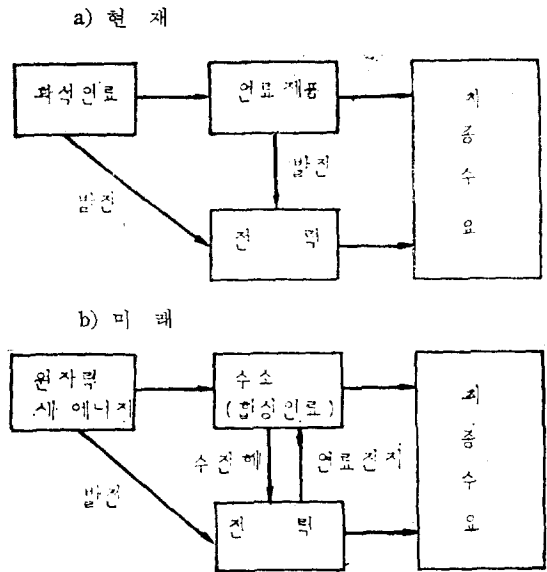 a) 현 재
화석연료
연료제품
발전
발전
전 력
최종수요
b) 미 래
원자력
새 에너지
수소
(합성연료)
수전해
연료전지
발전
전 력
최종수요